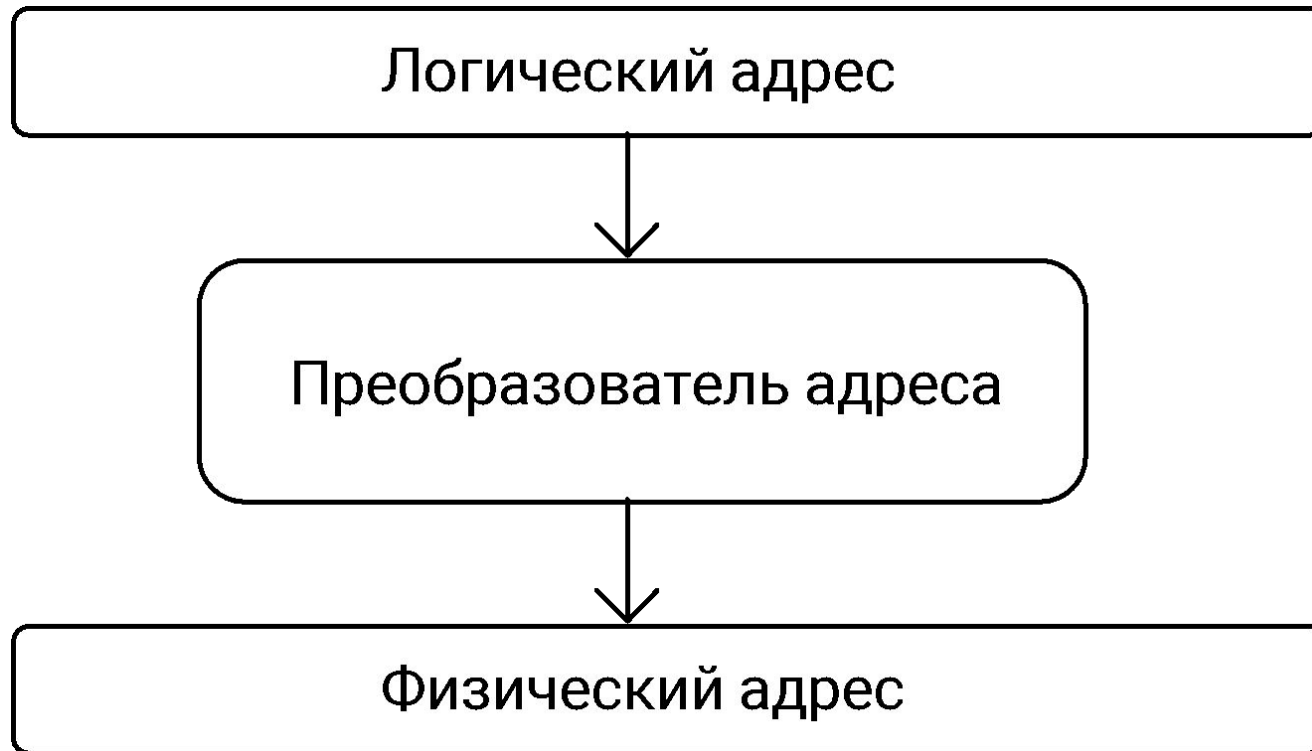 Логический адрес
Преобразователь адреса
Физический адрес